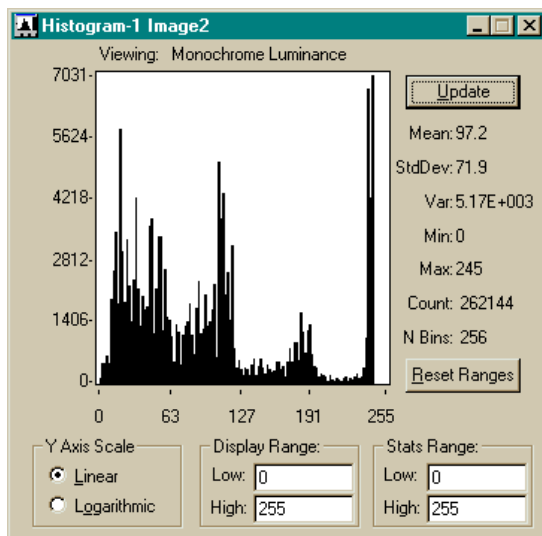 Histogram-1 Image2
Viewing: Monochrome Luminance
7031-
5624-
4218-
2812-
1406-
0-
0 63 127 191 255
Update
Mean: 97.2
StdDev: 71.9
Var: 5.17E+003
Min: 0
Max: 245
Count: 262144
N Bins: 256
Reset Ranges
Y Axis Scale
Linear
Logarithmic
Display Range:
Low: 0
High: 255
Stats Range:
Low: 0
High: 255